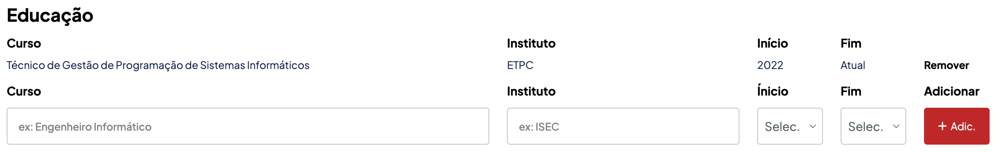 Educação
Curso Instituto Início Fim
Técnico de Gestão de Programação de Sistemas Informáticos ETPC 2022 Atual Remover
Curso Instituto Ínicio Fim Adicionar
ex: Engenheiro Informático ex: ISEC Selec. Selec. + Adic.